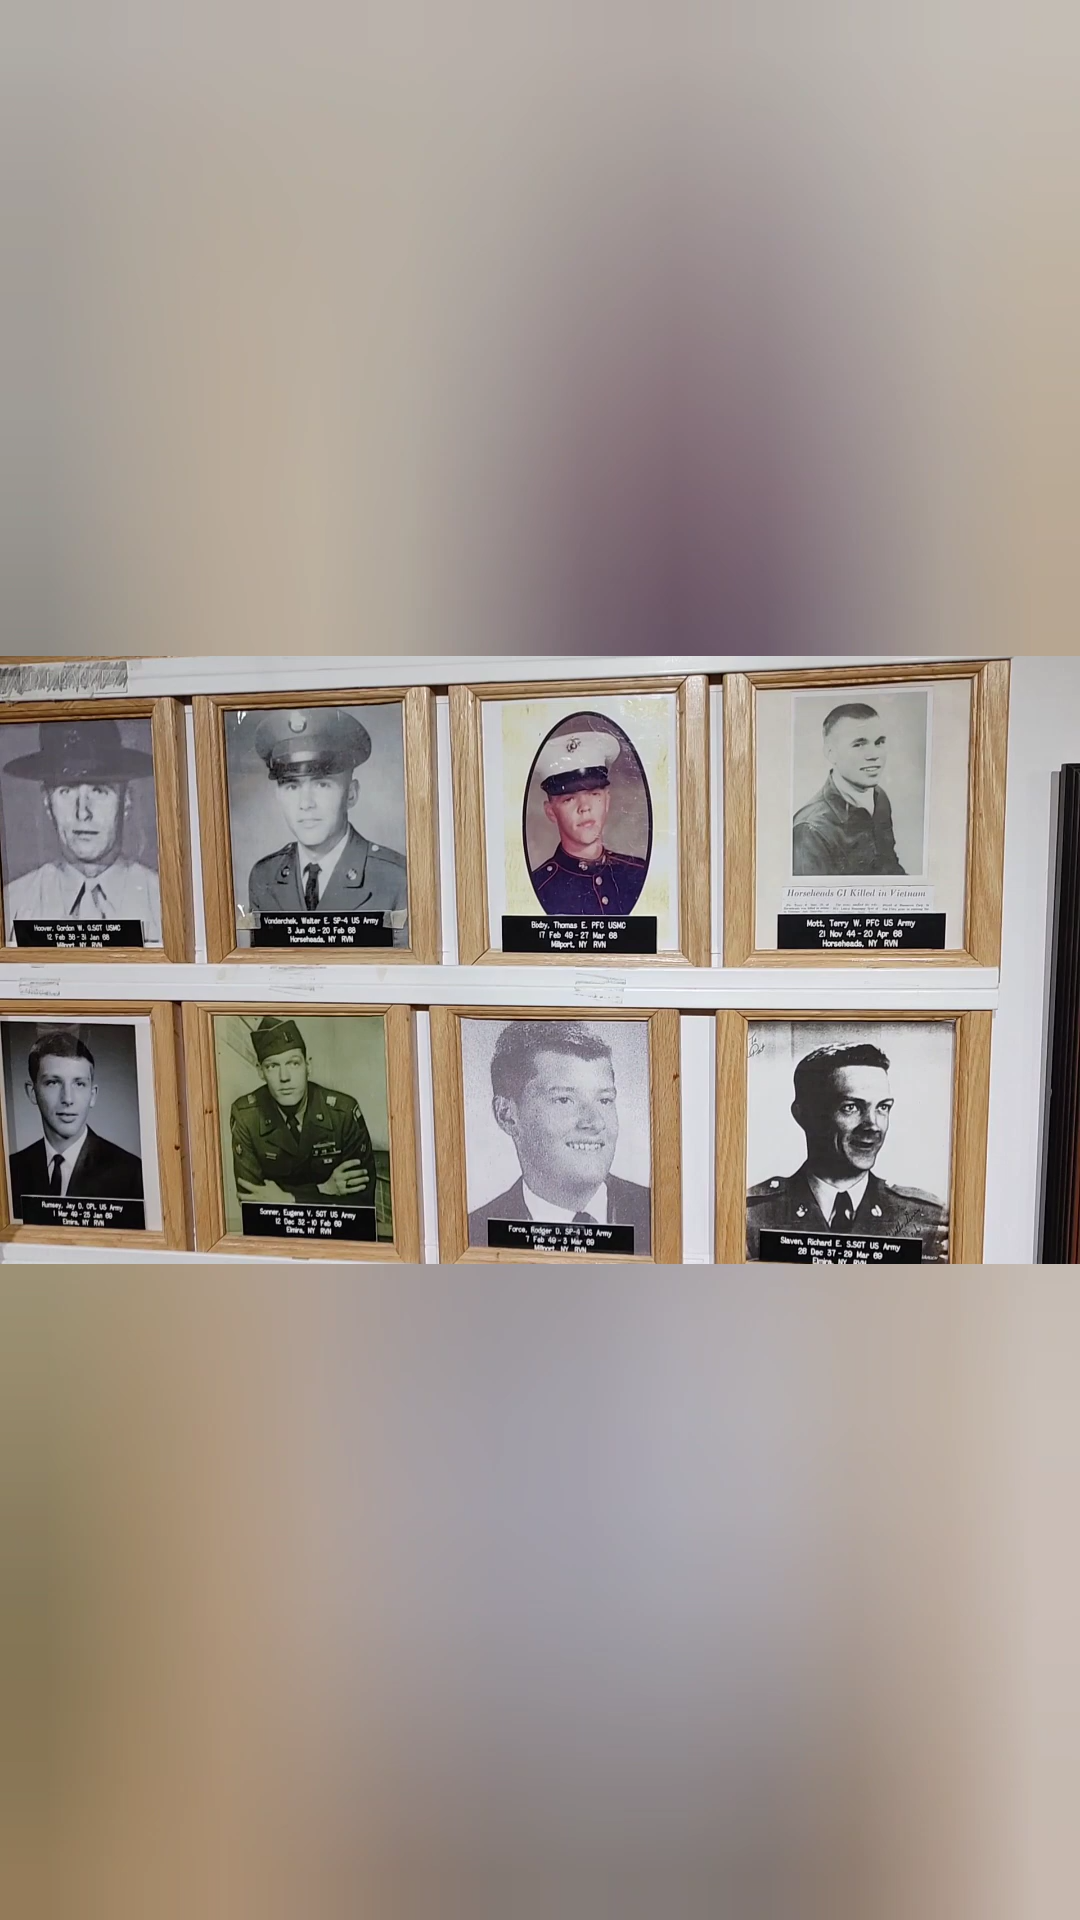 Hoover, Gordon W. G.SGT USMC
12 Feb 36-31 Jan 68
Millport, NY RVN
Vonderchek, Walter E. SP-4 US Army
3 Jun 48-20 Feb 68
Horseheads, NY RVN
Bixby, Thomas E. PFC USMC
17 Feb 49-27 Mar 68
Millport, NY RVN
Horseheads GI Killed in Vietnam
Mott, Terry W. PFC US Army
21 Nov 44-20 Apr 68
Horseheads, NY RVN
Rumsey, Jay D. CPL US Army
1 Mar 49-25 Jan 69
Elmira, NY RVN
Sonner, Eugene V. SGT US Army
12 Dec 32-10 Feb 69
Elmira, NY RVN
Force, Rodger D. SP-4 US Army
7 Feb 49-3 Mar 69
Millport, NY RVN
Slaven, Richard E. S.SGT US Army
28 Dec 37-29 Mar 69
Elmira, NY RVN